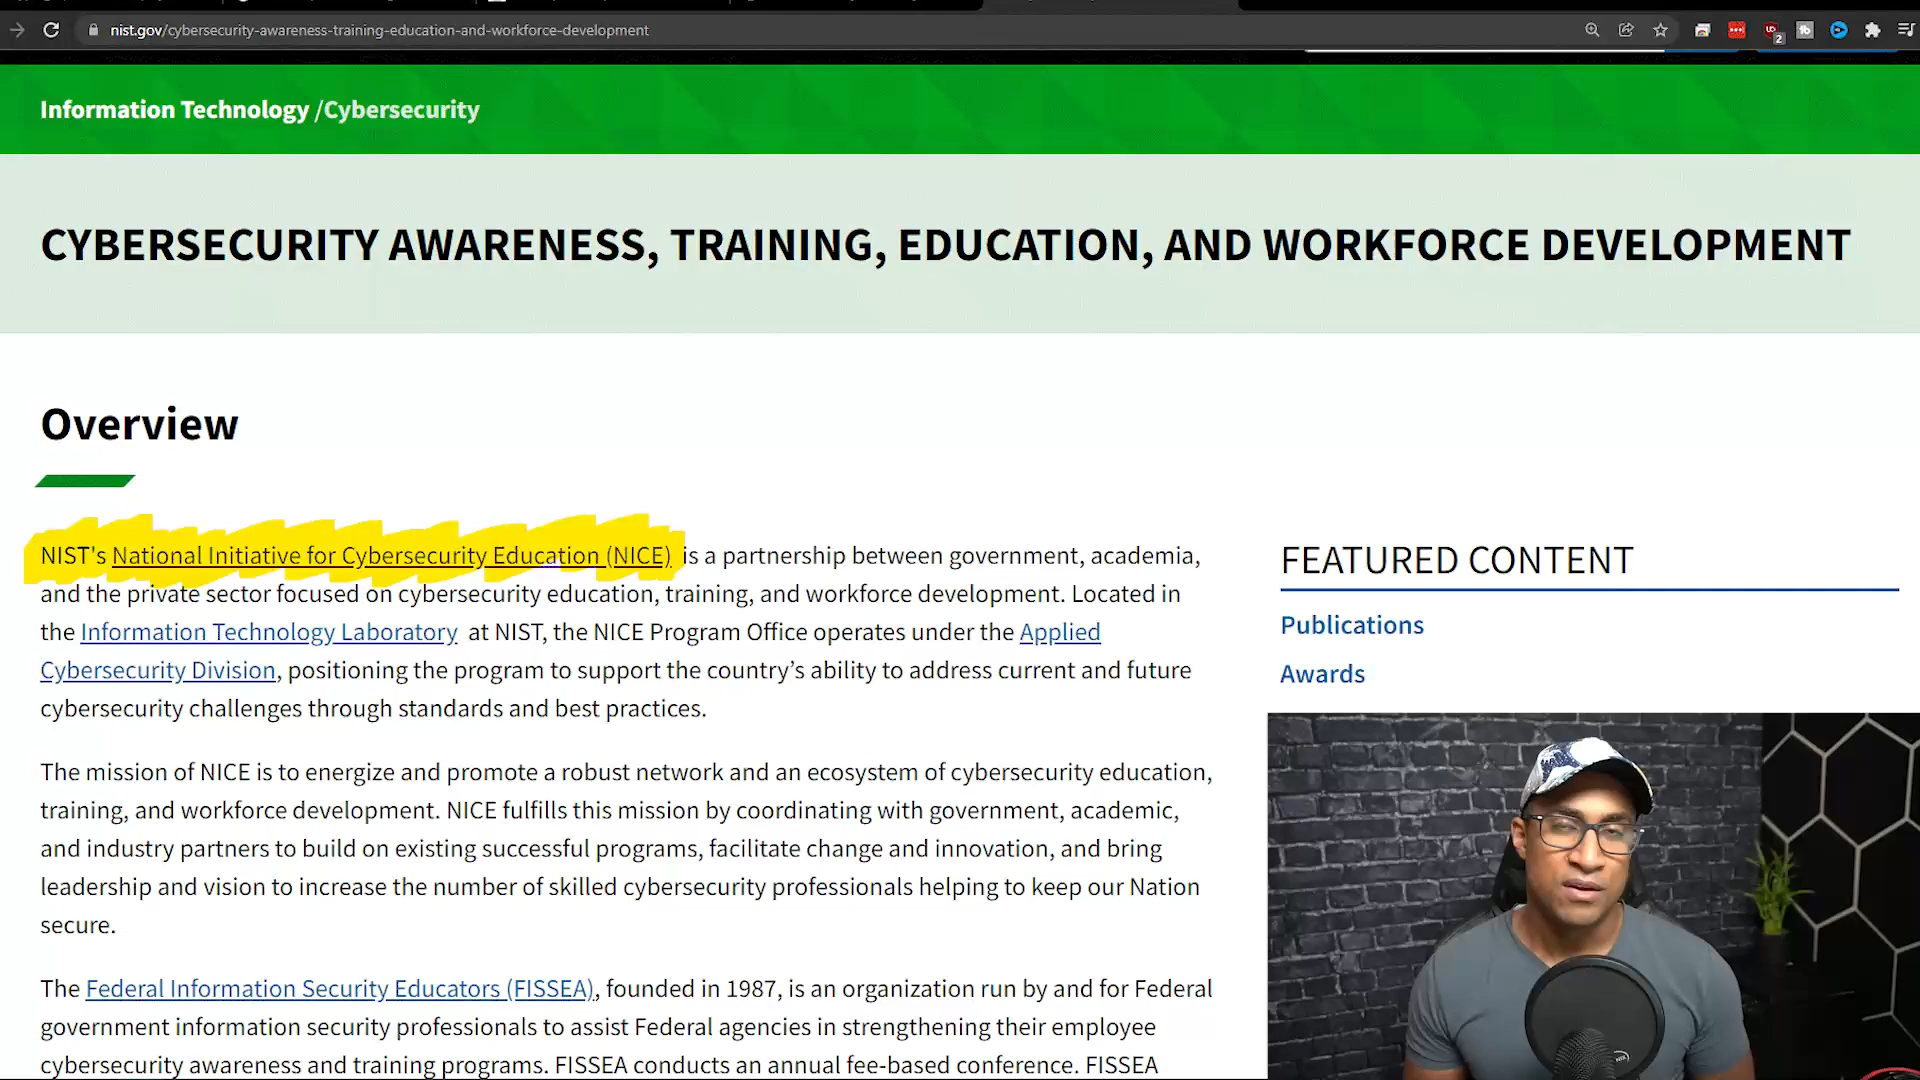 nist.gov/cybersecurity-awareness-training-education-and-workforce-development
2
Information Technology /Cybersecurity
CYBERSECURITY AWARENESS, TRAINING, EDUCATION, AND WORKFORCE DEVELOPMENT
Overview
NIST's National Initiative for Cybersecurity Education (NICE) is a partnership between government, academia,
and the private sector focused on cybersecurity education, training, and workforce development. Located in
the Information Technology Laboratory at NIST, the NICE Program Office operates under the Applied
Cybersecurity Division, positioning the program to support the country’s ability to address current and future
cybersecurity challenges through standards and best practices.
The mission of NICE is to energize and promote a robust network and an ecosystem of cybersecurity education,
training, and workforce development. NICE fulfills this mission by coordinating with government, academic,
and industry partners to build on existing successful programs, facilitate change and innovation, and bring
leadership and vision to increase the number of skilled cybersecurity professionals helping to keep our Nation
secure.
The Federal Information Security Educators (FISSEA), founded in 1987, is an organization run by and for Federal
government information security professionals to assist Federal agencies in strengthening their employee
cybersecurity awareness and training programs. FISSEA conducts an annual fee-based conference. FISSEA
FEATURED CONTENT
Publications
Awards